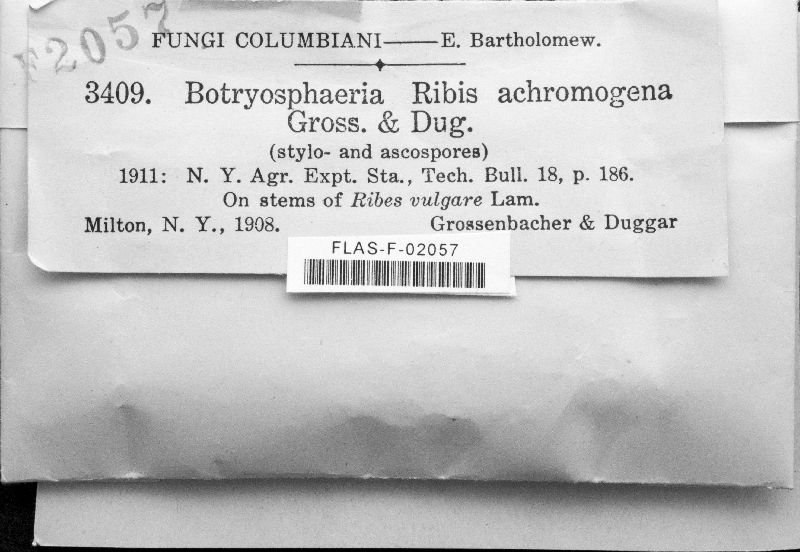 F2057
FUNGI COLUMBIANI——E. Bartholomew.
3409. Botryosphaeria Ribis achromogena
Gross. & Dug.
(stylo- and ascospores)
1911: N. Y. Agr. Expt. Sta., Tech. Bull. 18, p. 186.
On stems of Ribes vulgare Lam.
Milton, N. Y., 1908. Grossenbacher & Duggar
FLAS-F-02057